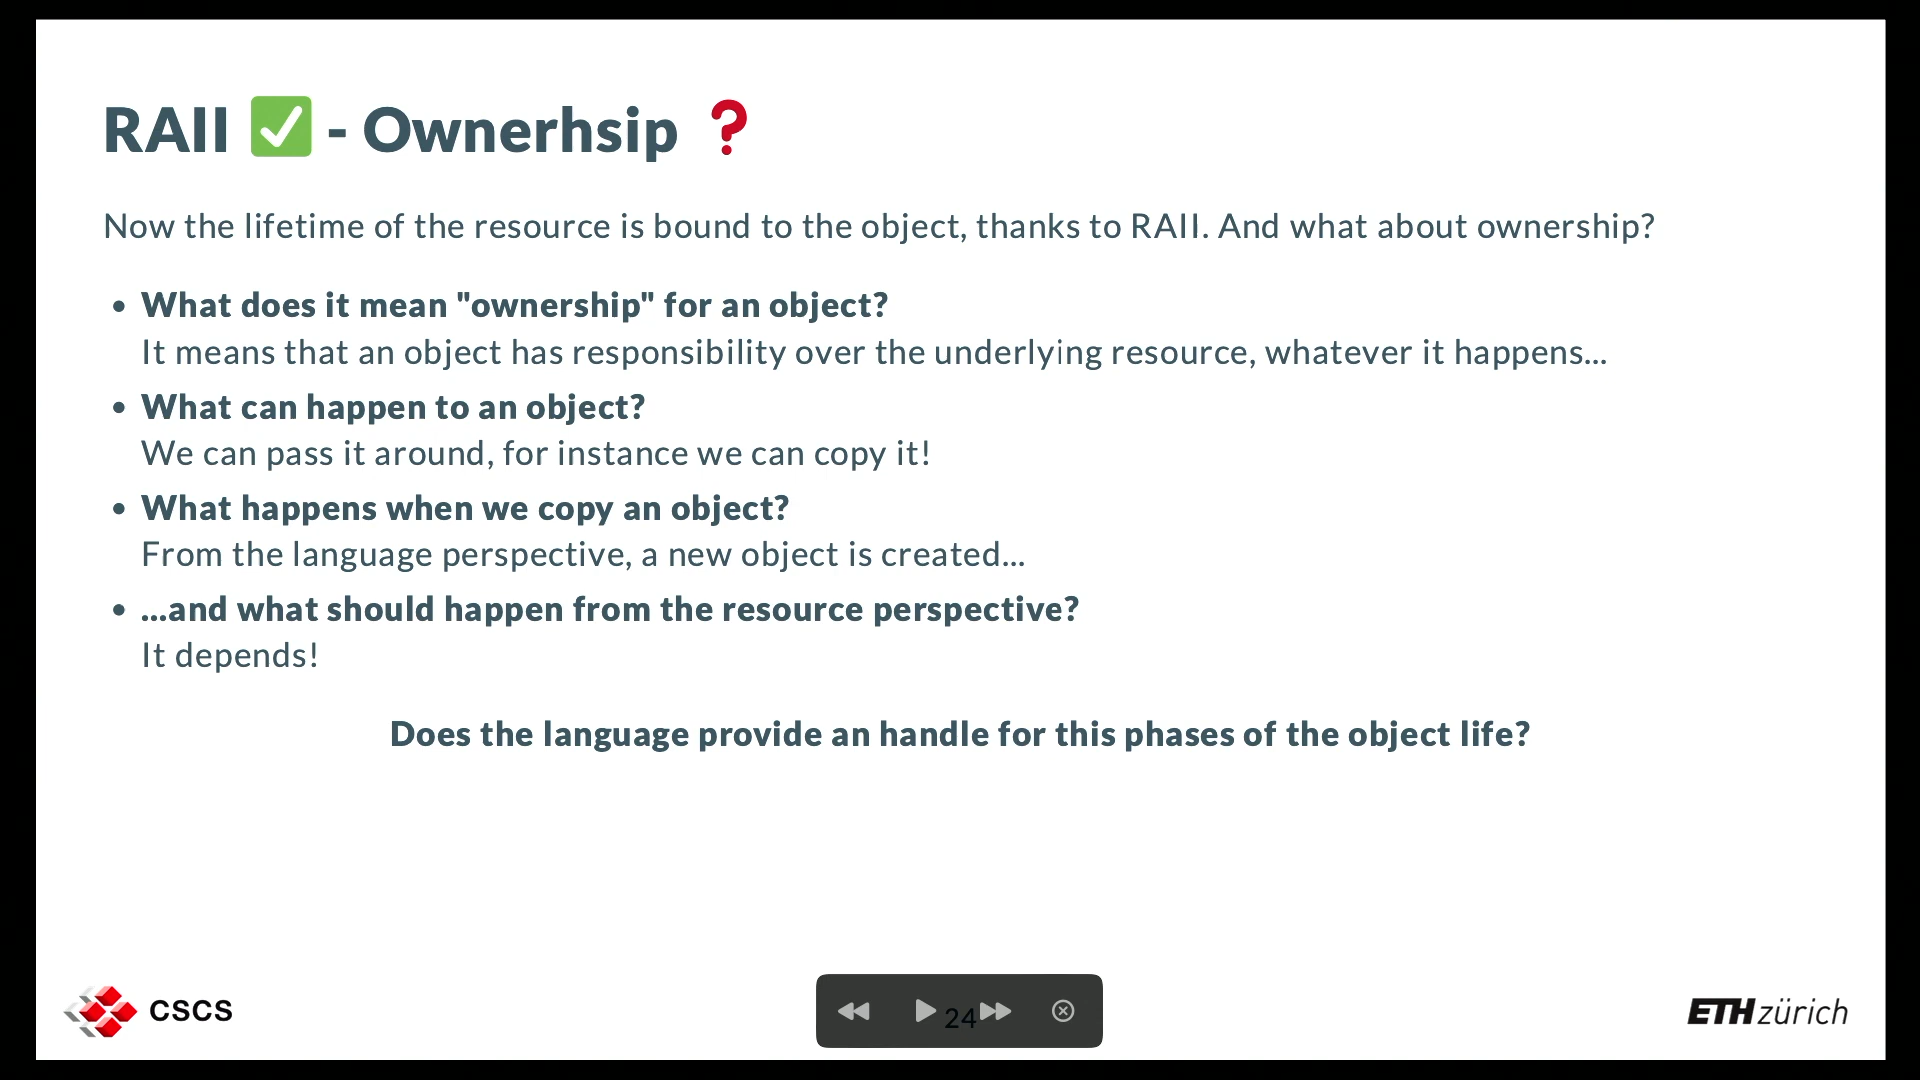 RAII ✅ - Ownerhsip ❓
Now the lifetime of the resource is bound to the object, thanks to RAII. And what about ownership?
• What does it mean "ownership" for an object?
It means that an object has responsibility over the underlying resource, whatever it happens...
• What can happen to an object?
We can pass it around, for instance we can copy it!
• What happens when we copy an object?
From the language perspective, a new object is created...
• ...and what should happen from the resource perspective?
It depends!
Does the language provide an handle for this phases of the object life?
CSCS
24
ETH zürich